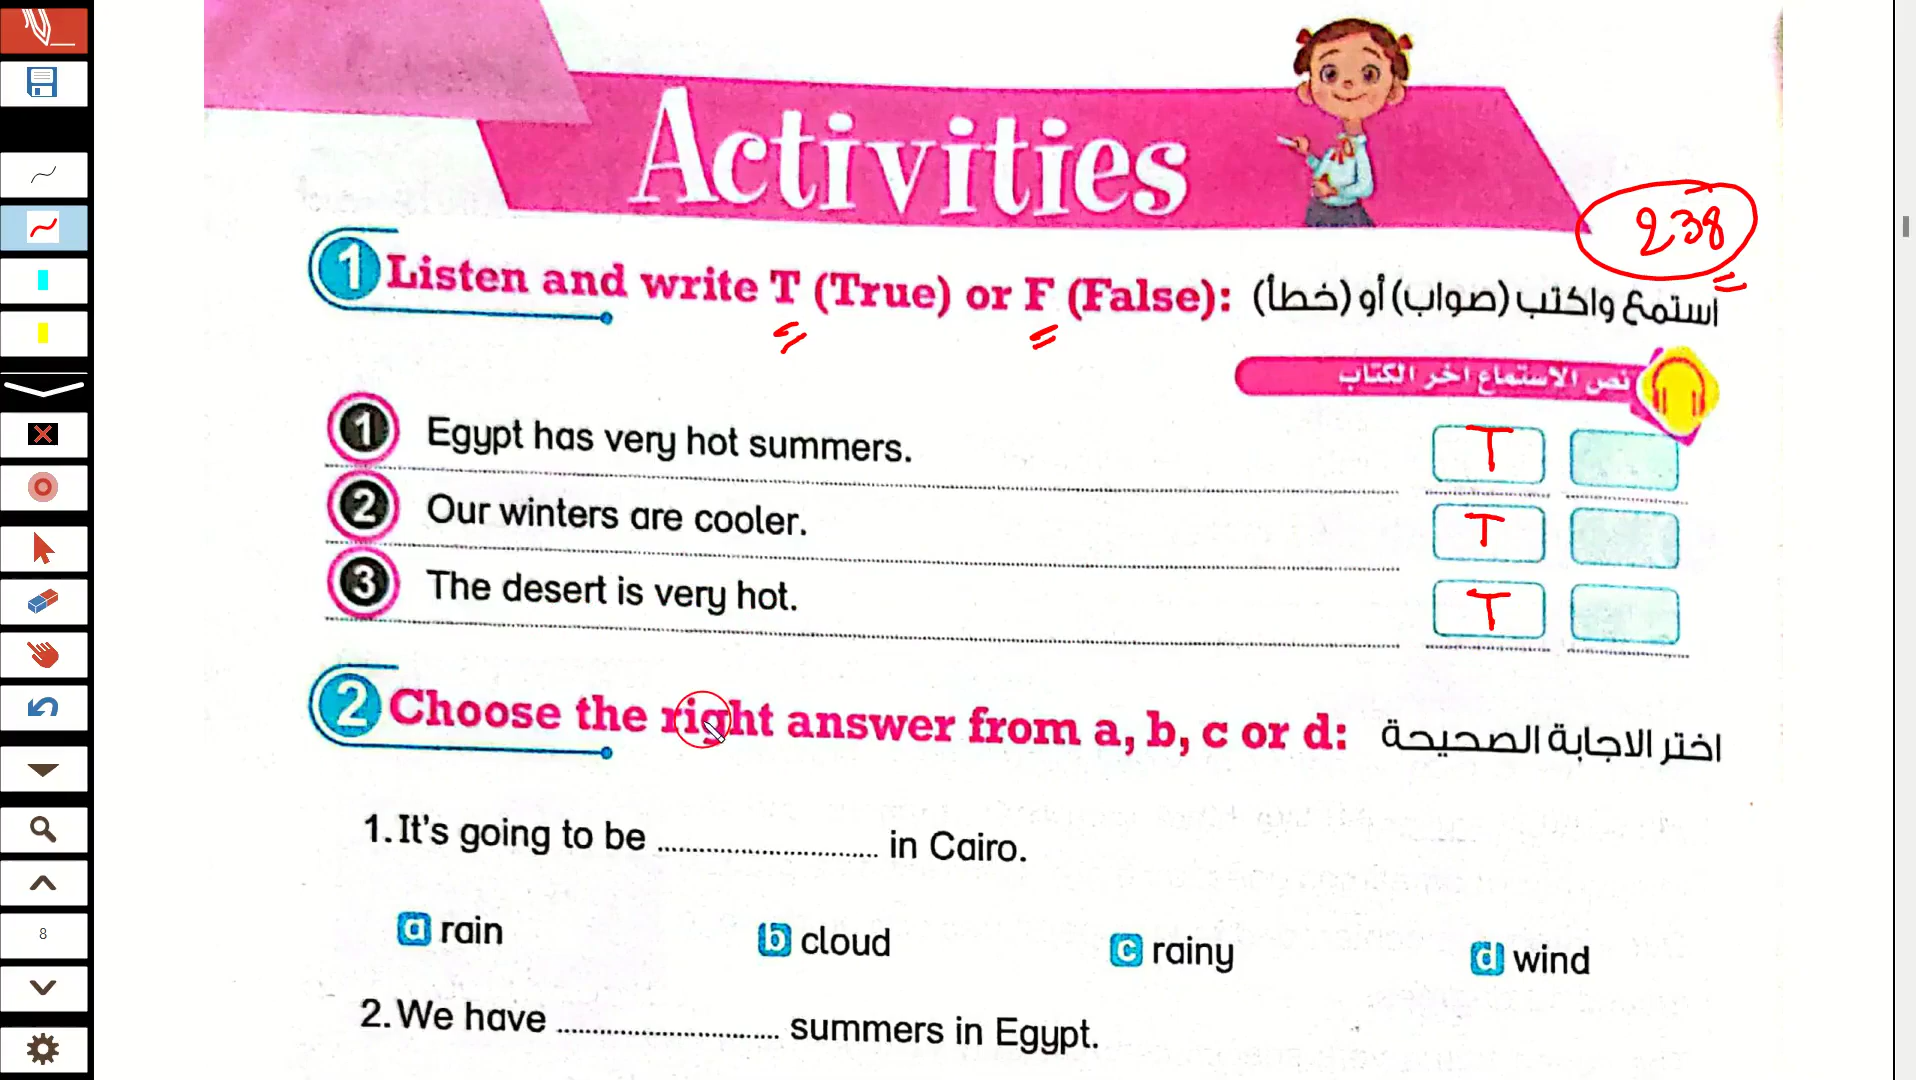 Activities
238
1 Listen and write T (True) or F (False): استمع واكتب (صواب) أو (خطأ)
نص الاستماع اخر الكتاب
1 Egypt has very hot summers. T
2 Our winters are cooler. T
3 The desert is very hot. T
2 Choose the right answer from a, b, c or d: اختر الاجابة الصحيحة
1. It's going to be .............................. in Cairo.
a rain b cloud c rainy d wind
2. We have .............................. summers in Egypt.
8